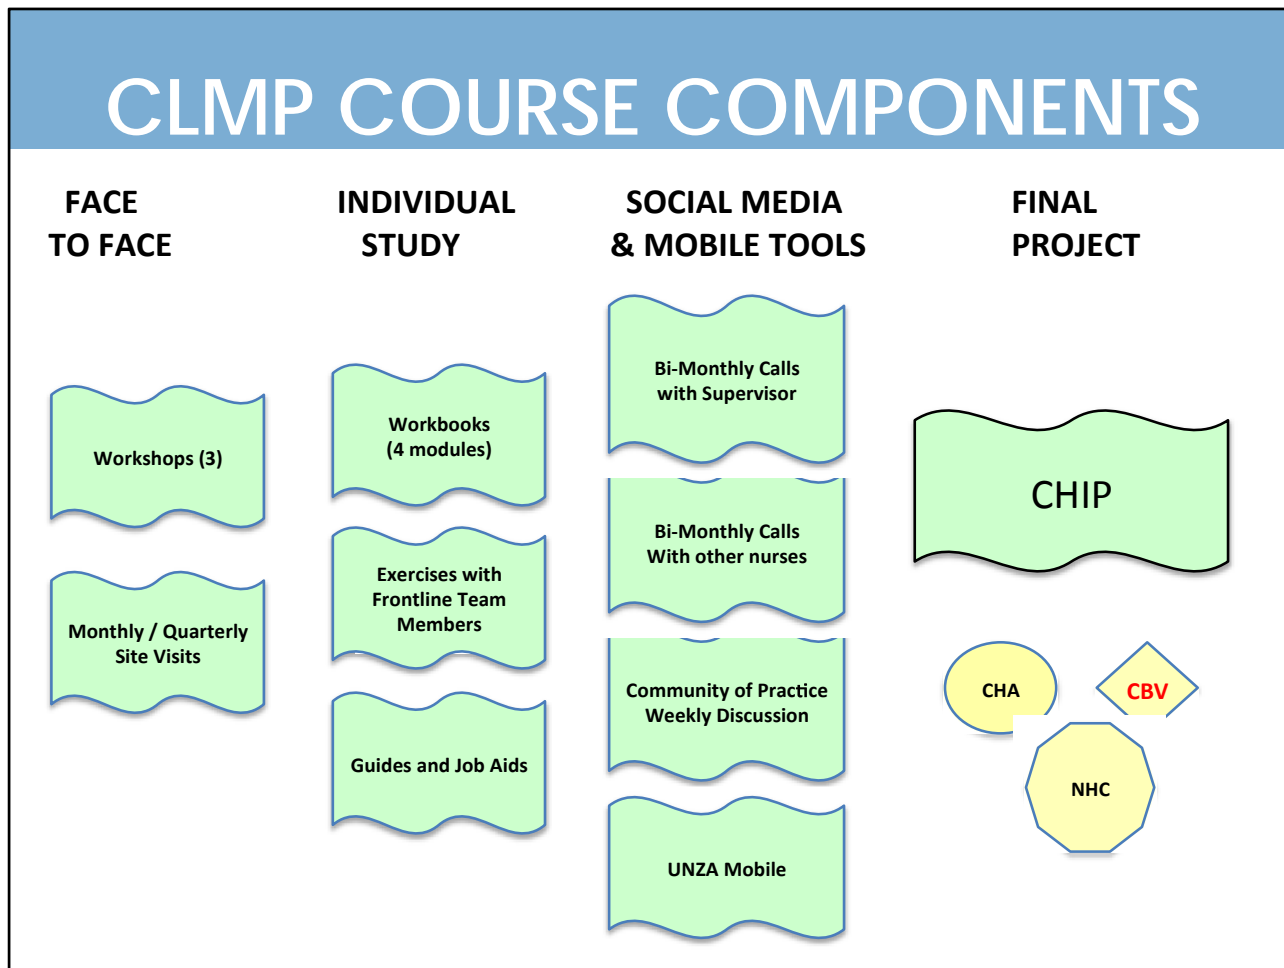 CLMP COURSE COMPONENTS
FACE
TO FACE
Workshops (3)
Monthly / Quarterly
Site Visits
INDIVIDUAL
STUDY
Workbooks
(4 modules)
Exercises with
Frontline Team
Members
Guides and Job Aids
SOCIAL MEDIA
& MOBILE TOOLS
Bi-Monthly Calls
with Supervisor
Bi-Monthly Calls
With other nurses
Community of Practice
Weekly Discussion
UNZA Mobile
FINAL
PROJECT
CHIP
CHA
CBV
NHC